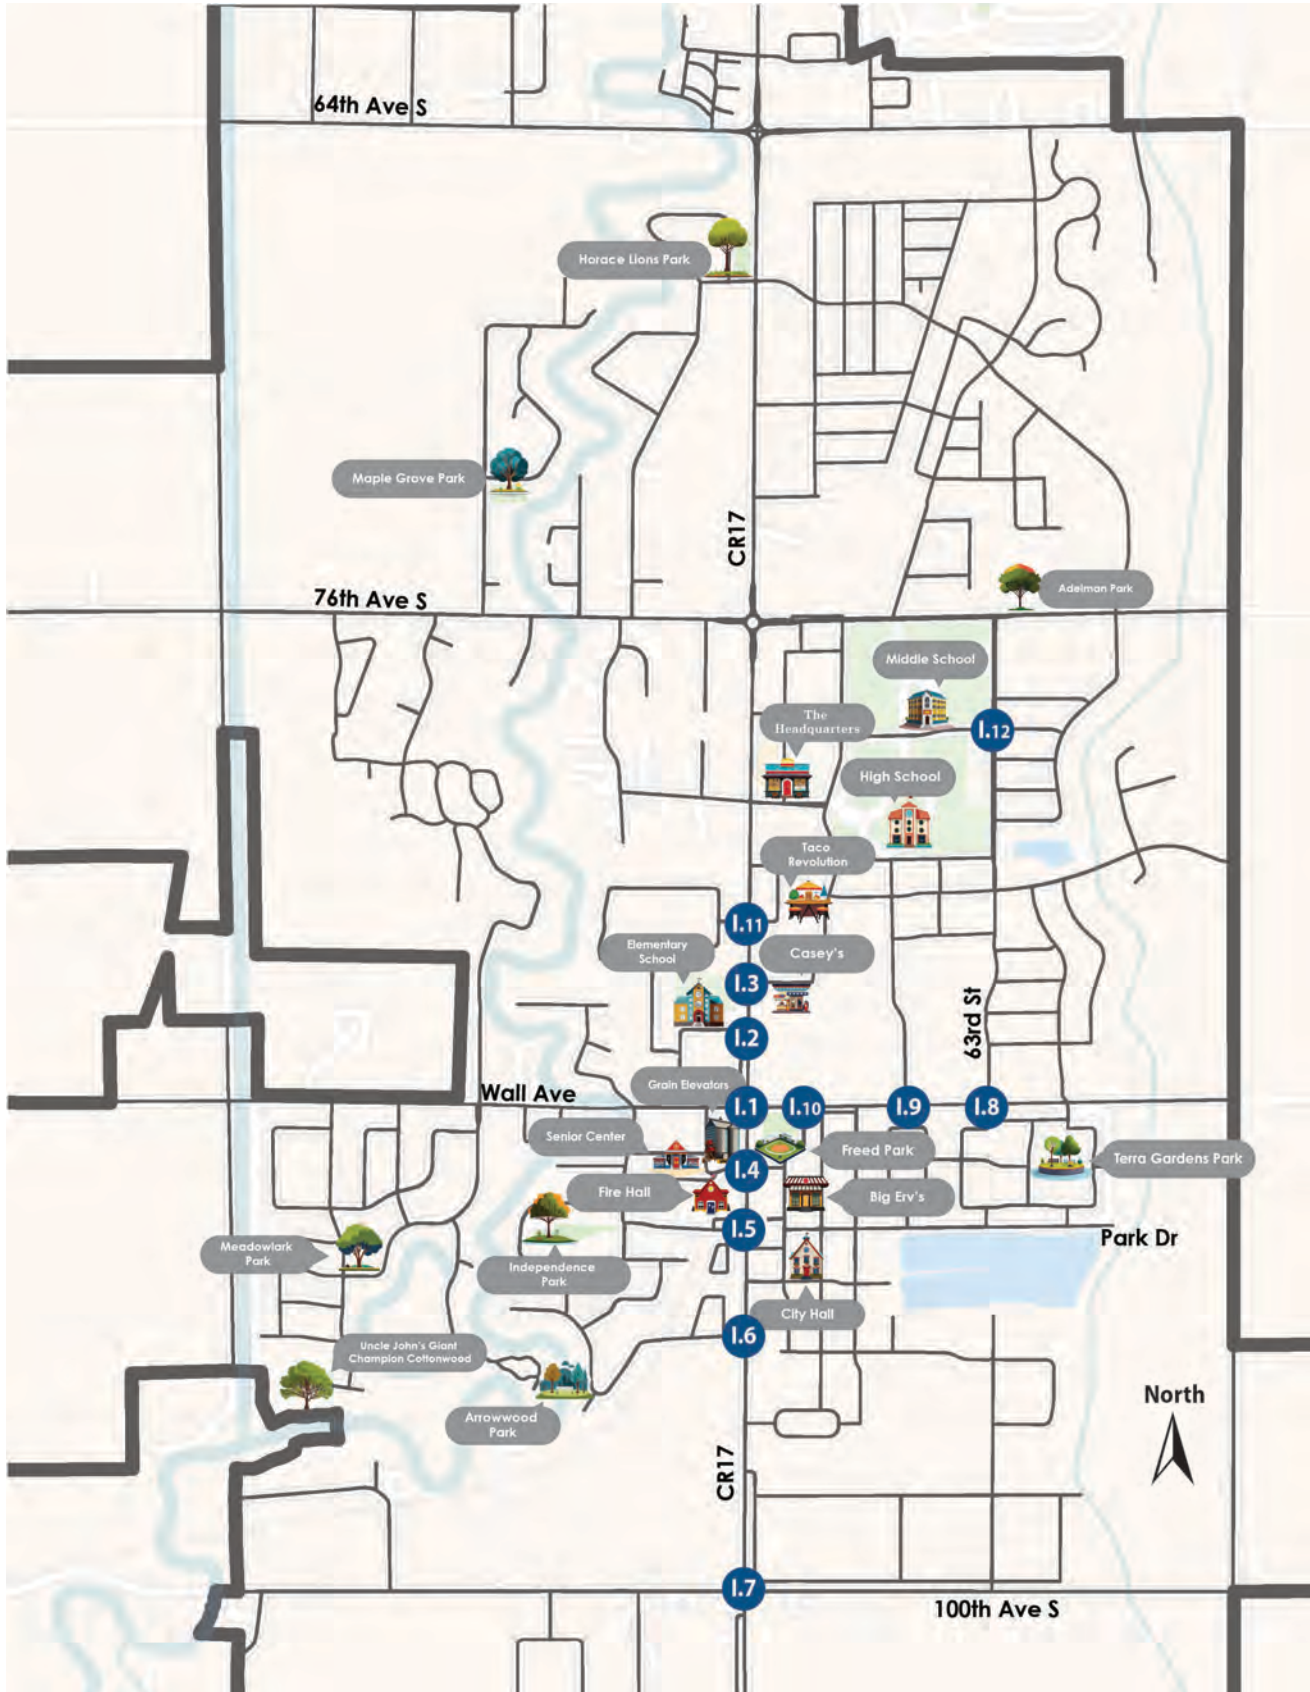 64th Ave S
Horace Lions Park
Maple Grove Park
CR17
76th Ave S
Adelman Park
Middle School
I.12
The
Headquarters
High School
Taco
Revolution
I.11
Elementary
School
Casey's
I.3
I.2
63rd St
Grain Elevators
Wall Ave
I.1
I.10
I.9
I.8
Senior Center
Freed Park
Terra Gardens Park
I.4
Fire Hall
Big Erv's
I.5
Park Dr
Meadowlark
Park
Independence
Park
City Hall
I.6
Uncle John's Giant
Champion Cottonwood
Arrowwood
Park
North
CR17
I.7
100th Ave S